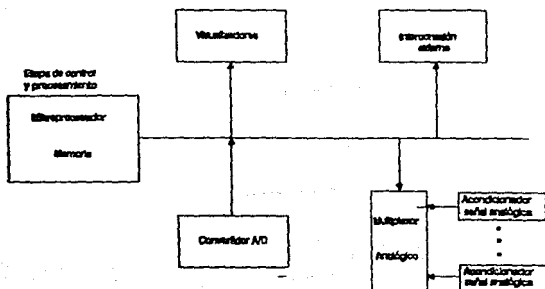 Visualizadores
Interconexión
externa
Etapa de control
y procesamiento
Microprocesador
Memoria
Convertidor A/D
Multiplexor
Analógico
Acondicionador
señal analógica
Acondicionador
señal analógica